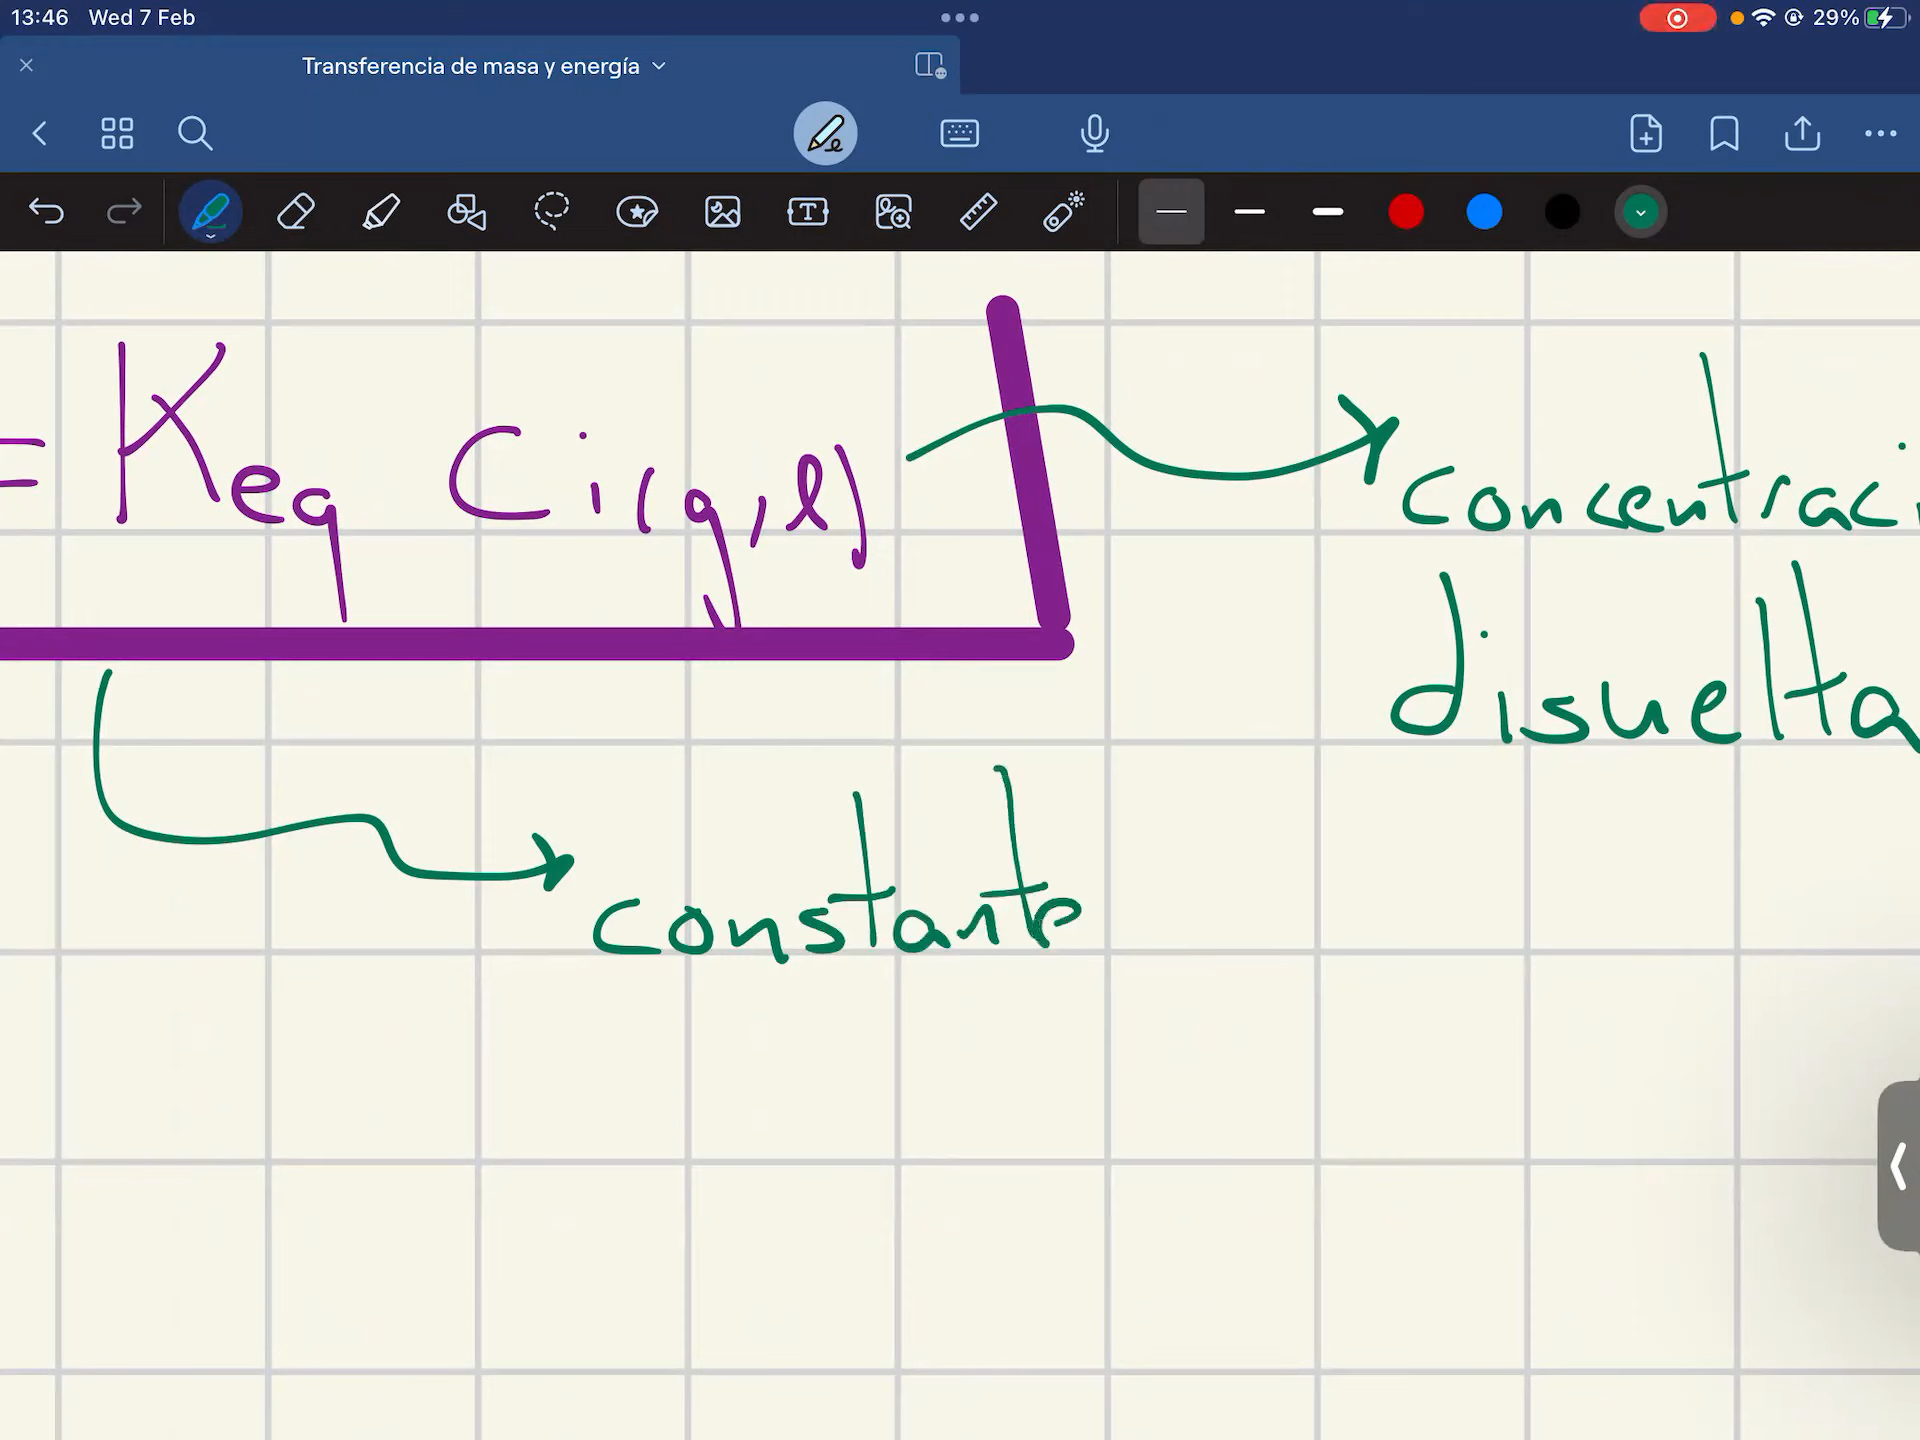 13:46 Wed 7 Feb
29%
Transferencia de masa y energía
= Keq Ci(q,l)
concentraci
disuelta
constante